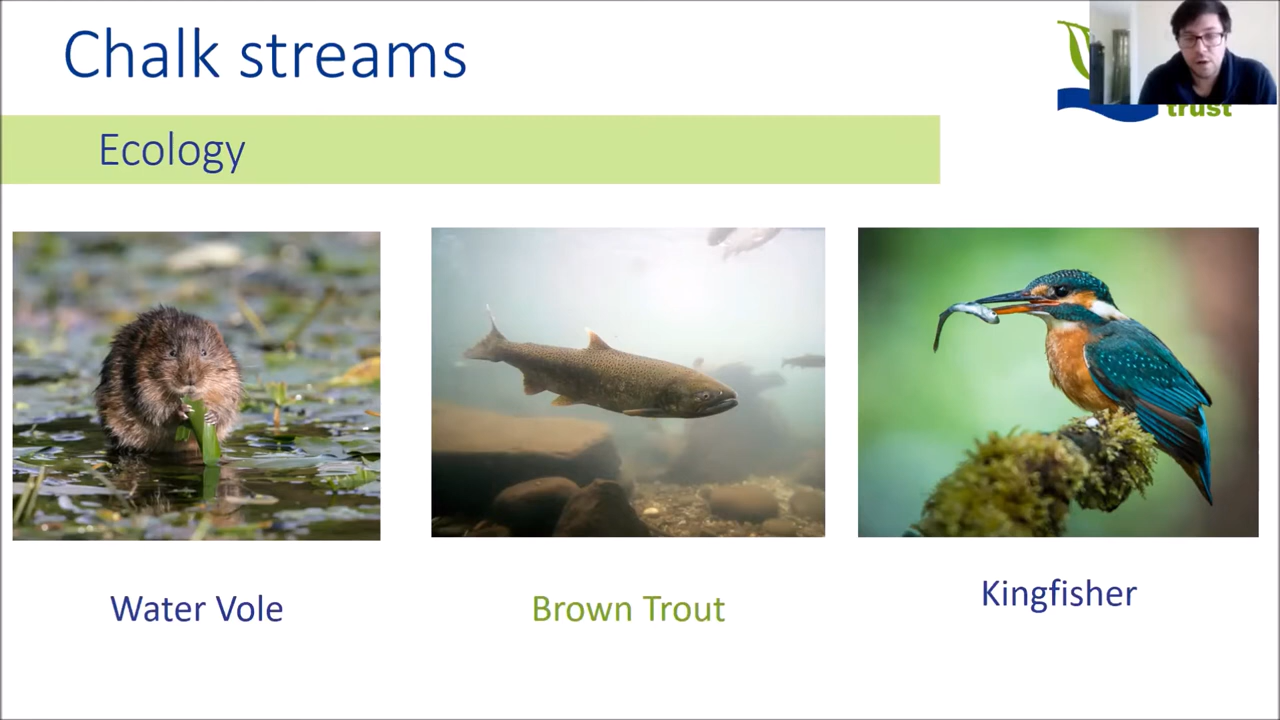 Chalk streams
trust
Ecology
Water Vole
Brown Trout
Kingfisher